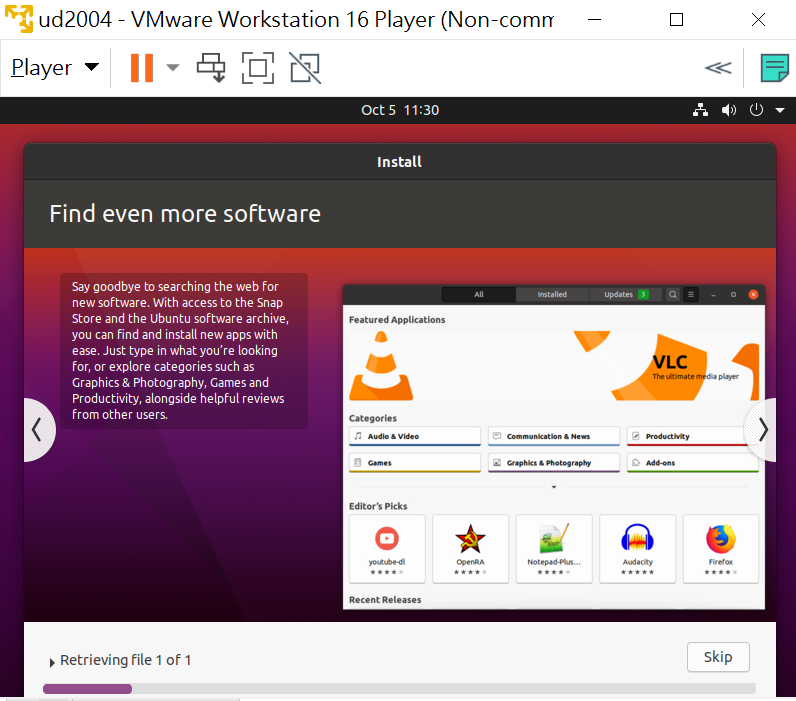 ud2004 - VMware Workstation 16 Player (Non-comm
Player
Oct 5 11:30
Install
Find even more software
Say goodbye to searching the web for
new software. With access to the Snap
Store and the Ubuntu software archive,
you can find and install new apps with
ease. Just type in what you're looking
for, or explore categories such as
Graphics & Photography, Games and
Productivity, alongside helpful reviews
from other users.
All Installed Updates 3
Featured Applications
VLC
The ultimate media player
Categories
Audio & Video Communication & News Productivity
Games Graphics & Photography Add-ons
Editor's Picks
youtube-dl OpenRA Notepad-Plus... Audacity Firefox
Recent Releases
Retrieving file 1 of 1
Skip